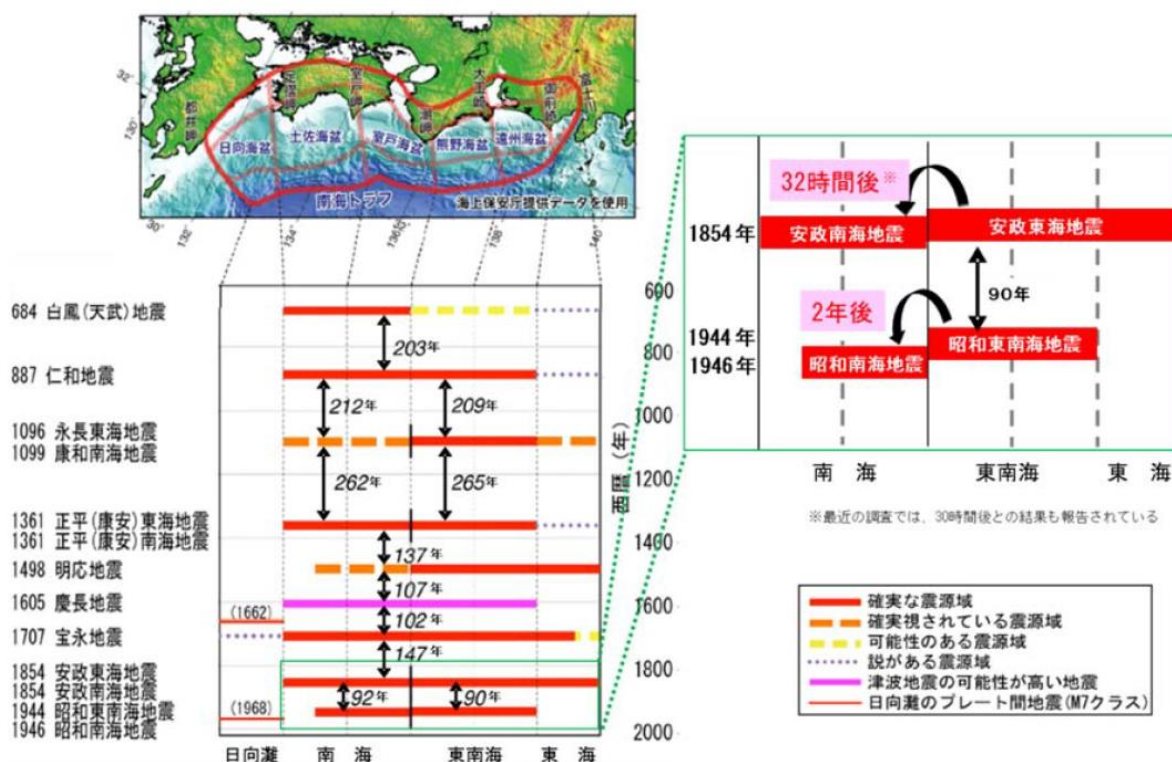 32
130
足摺岬
室戸岬
潮岬
大王崎
御前崎
富士川
都井岬
日向海盆
土佐海盆
室戸海盆
熊野海盆
遠州海盆
南海トラフ
海上保安庁提供データを使用
30
132
134
136
138
140
684 白鳳(天武)地震
887 仁和地震
1096 永長東海地震
1099 康和南海地震
1361 正平(康安)東海地震
1361 正平(康安)南海地震
1498 明応地震
1605 慶長地震
1707 宝永地震
1854 安政東海地震
1854 安政南海地震
1944 昭和東南海地震
1946 昭和南海地震
203年
212年
209年
262年
265年
137年
107年
102年
147年
92年
90年
(1662)
(1968)
600
800
1000
1200
1400
1600
1800
2000
西暦(年)
日向灘
南 海
東南海
東 海
32時間後※
1854年
安政南海地震
安政東海地震
90年
2年後
1944年
1946年
昭和東南海地震
昭和南海地震
南 海
東南海
東 海
※最近の調査では、30時間後との結果も報告されている
確実な震源域
確実視されている震源域
可能性のある震源域
説がある震源域
津波地震の可能性が高い地震
日向灘のプレート間地震(M7クラス)